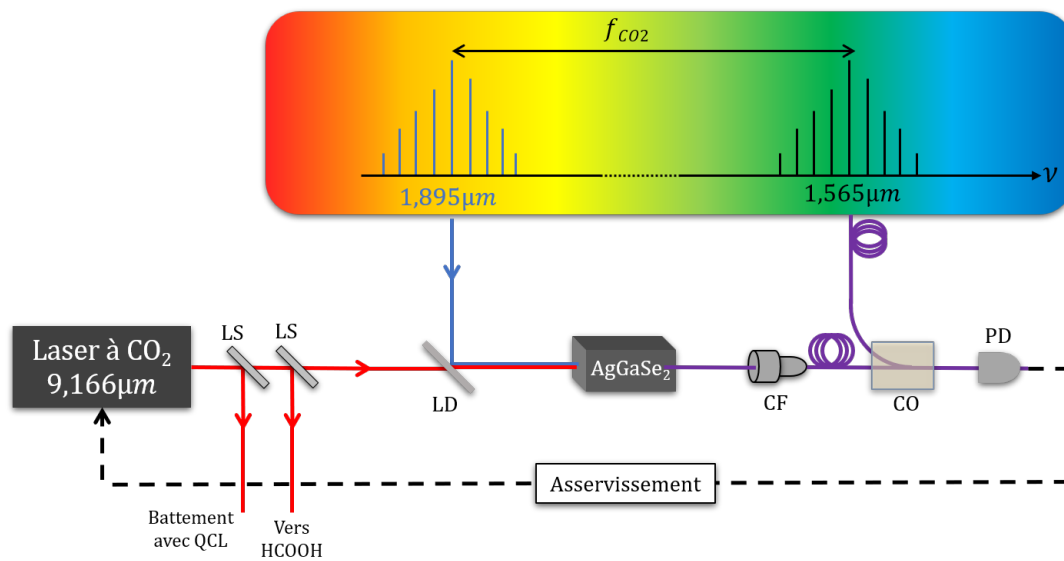 f_CO2
ν
1,895µm
1,565µm
LS
LS
PD
Laser à CO₂
9,166µm
AgGaSe₂
LD
CF
CO
Asservissement
Battement
avec QCL
Vers
HCOOH